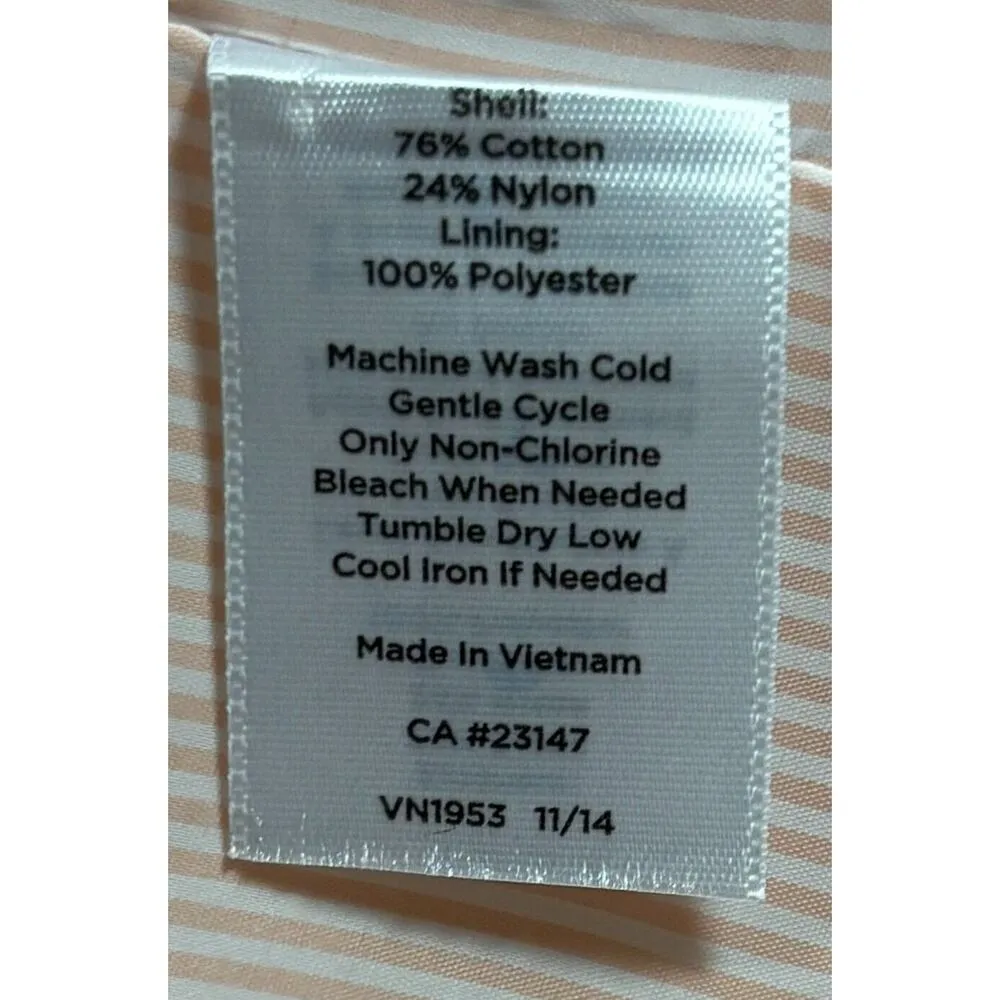 Shell:
76% Cotton
24% Nylon
Lining:
100% Polyester
Machine Wash Cold
Gentle Cycle
Only Non-Chlorine
Bleach When Needed
Tumble Dry Low
Cool Iron If Needed
Made In Vietnam
CA #23147
VN1953 11/14